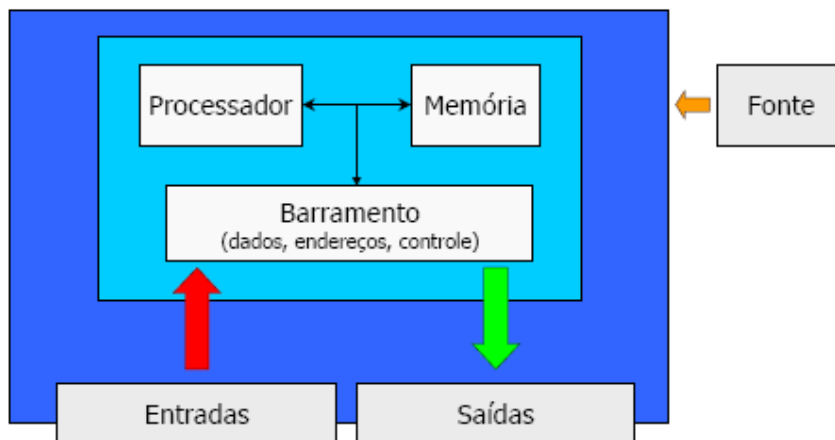 Processador
Memória
Fonte
Barramento
(dados, endereços, controle)
Entradas
Saídas